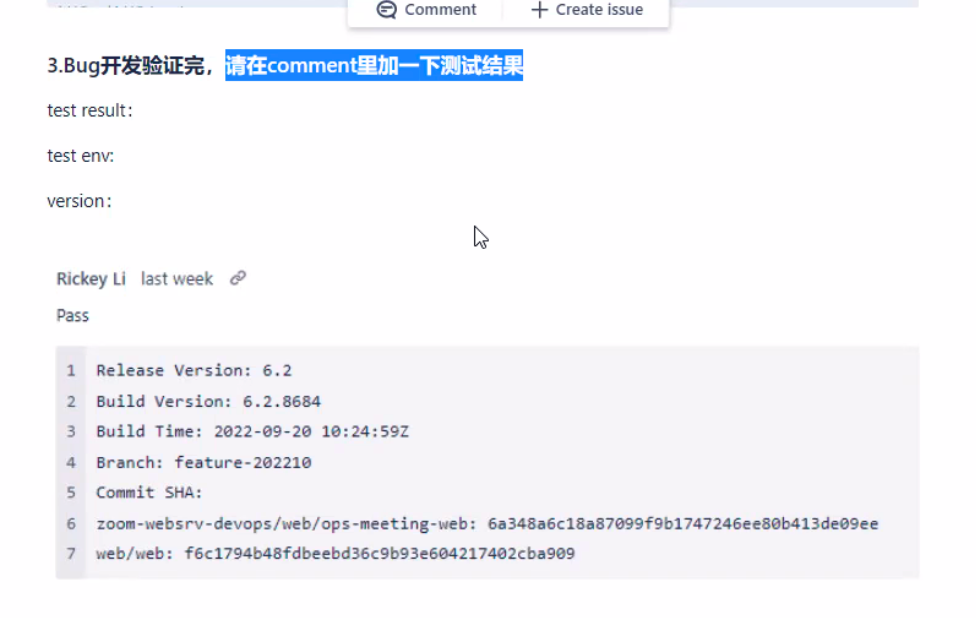 Comment
Create issue
3.Bug开发验证完，请在comment里加一下测试结果
test result：
test env:
version：
Rickey Li last week
Pass
1 Release Version: 6.2
2 Build Version: 6.2.8684
3 Build Time: 2022-09-20 10:24:59Z
4 Branch: feature-202210
5 Commit SHA:
6 zoom-websrv-devops/web/ops-meeting-web: 6a348a6c18a87099f9b1747246ee80b413de09ee
7 web/web: f6c1794b48fdbeebd36c9b93e604217402cba909